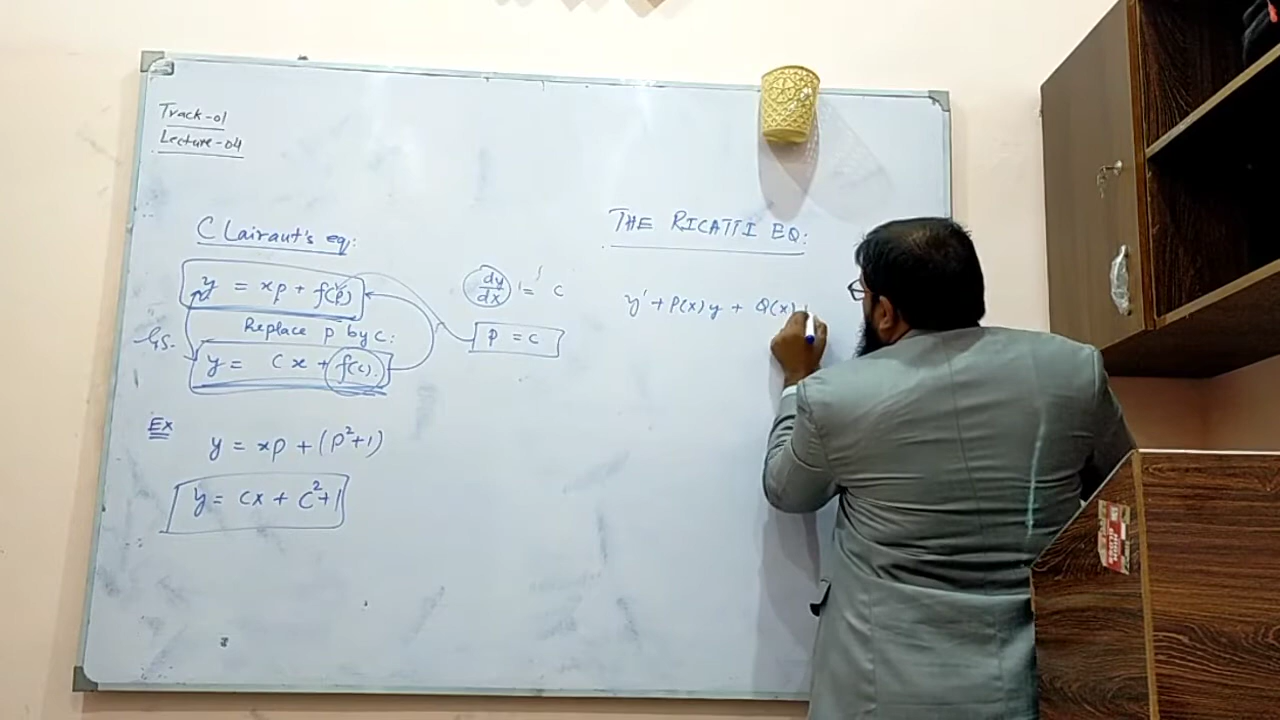 Track-01
Lecture-04
Clairaut's eq:
y = xp + f(p)
Replace p by c:
G.S.
y = cx + f(c).
dy/dx = c
p = c
Ex
y = xp + (p²+1)
y = cx + c²+1
THE RICATTI EQ:
y' + p(x)y + Q(x)